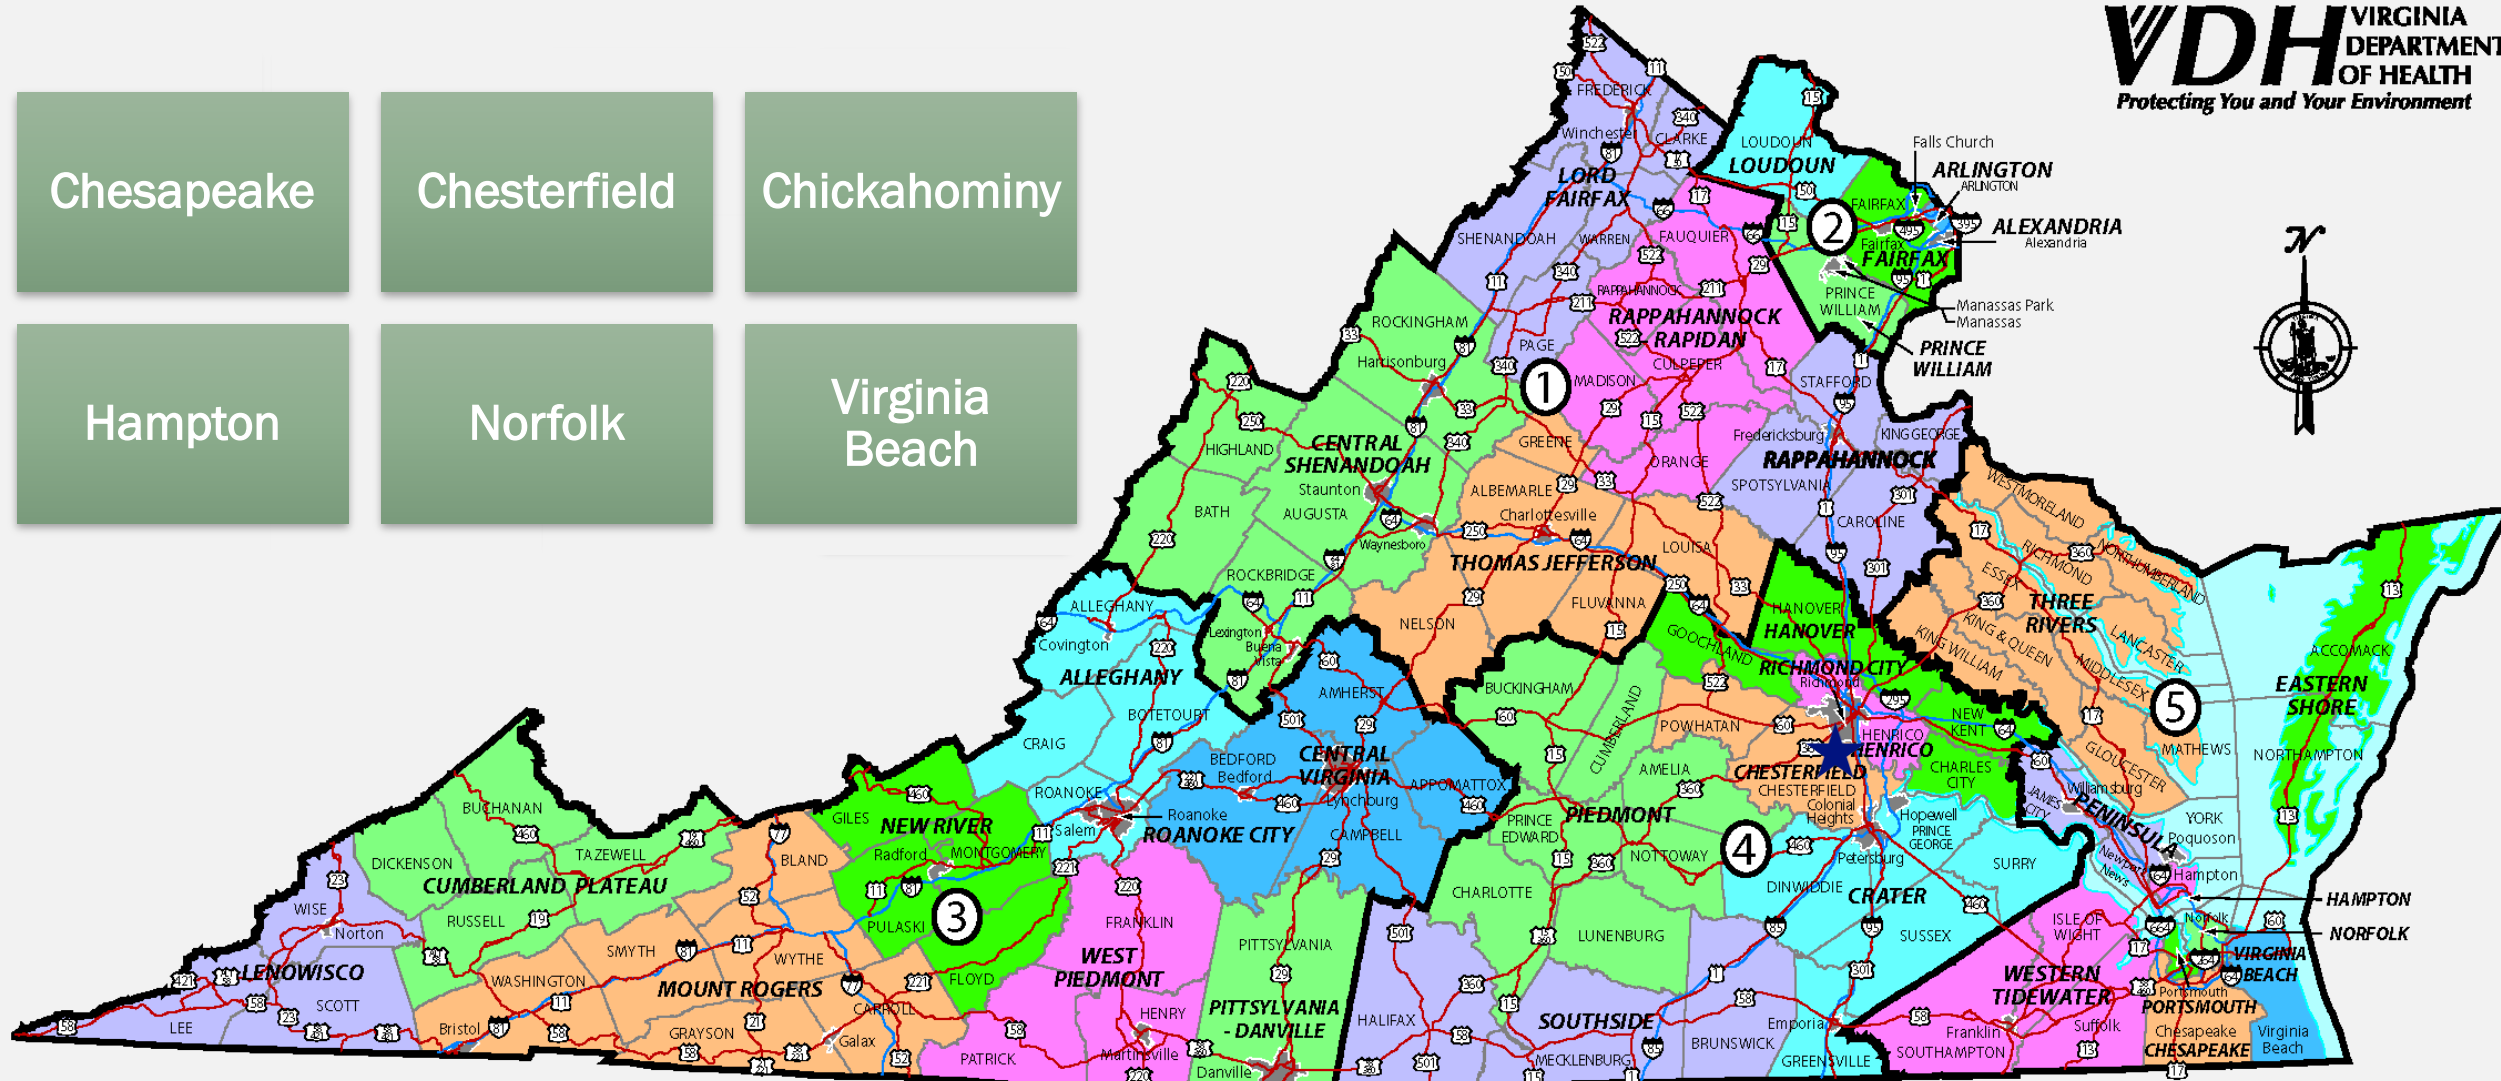 Chesapeake
Chesterfield
Chickahominy
Hampton
Norfolk
Virginia
Beach
VDH
VIRGINIA
DEPARTMENT
OF HEALTH
Protecting You and Your Environment
N
FREDERICK
Winchester
CLARKE
LORD
FAIRFAX
SHENANDOAH
WARREN
PAGE
LOUDOUN
LOUDOUN
Falls Church
ARLINGTON
ARLINGTON
FAIRFAX
ALEXANDRIA
Alexandria
Fairfax
FAIRFAX
2
PRINCE
WILLIAM
Manassas Park
Manassas
PRINCE
WILLIAM
FAUQUIER
RAPPAHANNOCK
RAPPAHANNOCK
- RAPIDAN
CULPEPER
MADISON
ORANGE
1
STAFFORD
Fredericksburg
KING GEORGE
RAPPAHANNOCK
SPOTSYLVANIA
CAROLINE
ROCKINGHAM
Harrisonburg
HIGHLAND
CENTRAL
SHENANDOAH
Staunton
AUGUSTA
BATH
Waynesboro
ROCKBRIDGE
Lexington
Buena
Vista
GREENE
ALBEMARLE
Charlottesville
THOMAS JEFFERSON
LOUISA
FLUVANNA
NELSON
WESTMORELAND
RICHMOND
NORTHUMBERLAND
ESSEX
THREE
RIVERS
LANCASTER
KING & QUEEN
KING WILLIAM
MIDDLESEX
GLOUCESTER
MATHEWS
5
ACCOMACK
EASTERN
SHORE
NORTHAMPTON
ALLEGHANY
Covington
ALLEGHANY
BOTETOURT
CRAIG
ROANOKE
Salem
Roanoke
ROANOKE CITY
AMHERST
BEDFORD
Bedford
CENTRAL
VIRGINIA
Lynchburg
APPOMATTOX
CAMPBELL
HANOVER
HANOVER
GOOCHLAND
RICHMOND CITY
Richmond
HENRICO
HENRICO
NEW
KENT
CHARLES
CITY
BUCKINGHAM
CUMBERLAND
POWHATAN
AMELIA
CHESTERFIELD
CHESTERFIELD
Colonial
Heights
PRINCE
EDWARD
PIEDMONT
NOTTOWAY
CHARLOTTE
LUNENBURG
4
Hopewell
PRINCE
GEORGE
Petersburg
DINWIDDIE
CRATER
SURRY
SUSSEX
Emporia
GREENSVILLE
JAMES
CITY
Williamsburg
PENINSULA
YORK
Poquoson
Newport
News
Hampton
HAMPTON
Norfolk
NORFOLK
VIRGINIA
BEACH
Portsmouth
PORTSMOUTH
Chesapeake
CHESAPEAKE
Virginia
Beach
ISLE OF
WIGHT
WESTERN
TIDEWATER
Franklin
SOUTHAMPTON
Suffolk
BUCHANAN
DICKENSON
TAZEWELL
CUMBERLAND PLATEAU
RUSSELL
WISE
Norton
LENOWISCO
SCOTT
LEE
GILES
NEW RIVER
Radford
MONTGOMERY
PULASKI
FLOYD
3
BLAND
SMYTH
WYTHE
WASHINGTON
MOUNT ROGERS
Bristol
GRAYSON
CARROLL
Galax
FRANKLIN
WEST
PIEDMONT
HENRY
PATRICK
Martinsville
PITTSYLVANIA
PITTSYLVANIA
- DANVILLE
Danville
HALIFAX
SOUTHSIDE
MECKLENBURG
BRUNSWICK